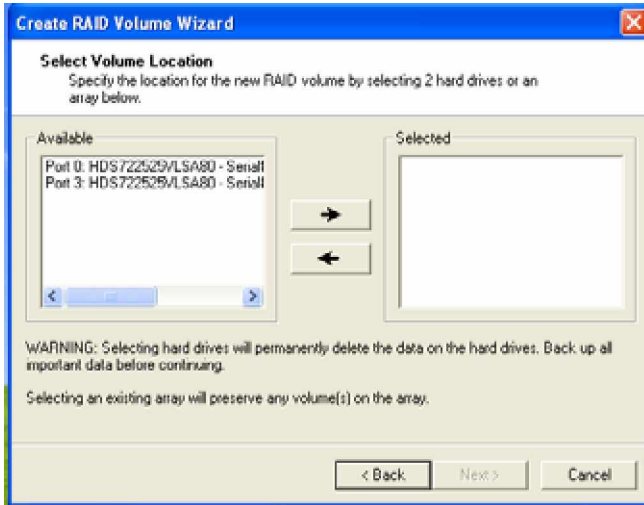 Create RAID Volume Wizard
Select Volume Location
Specify the location for the new RAID volume by selecting 2 hard drives or an
array below.
Available
Selected
Port 0: HDS722525VLSA80 - Serial#
Port 3: HDS722525VLSA80 - Serial#
WARNING: Selecting hard drives will permanently delete the data on the hard drives. Back up all
important data before continuing.
Selecting an existing array will preserve any volume(s) on the array.
< Back
Next >
Cancel